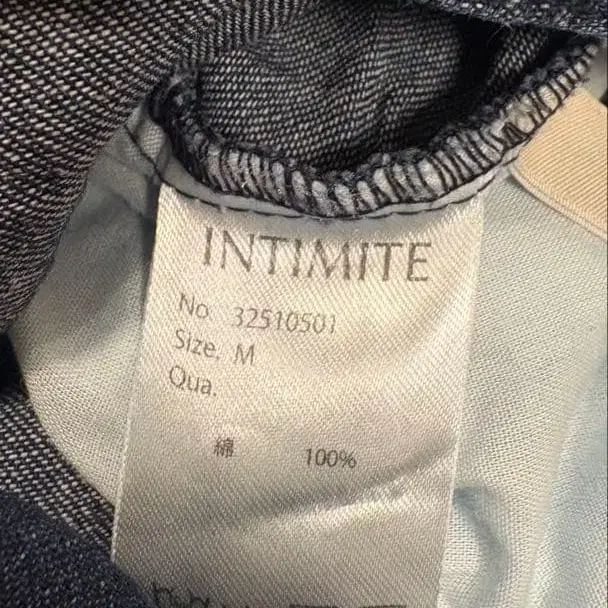 INTIMITE
No. 32510501
Size. M
Qua.
綿 100%